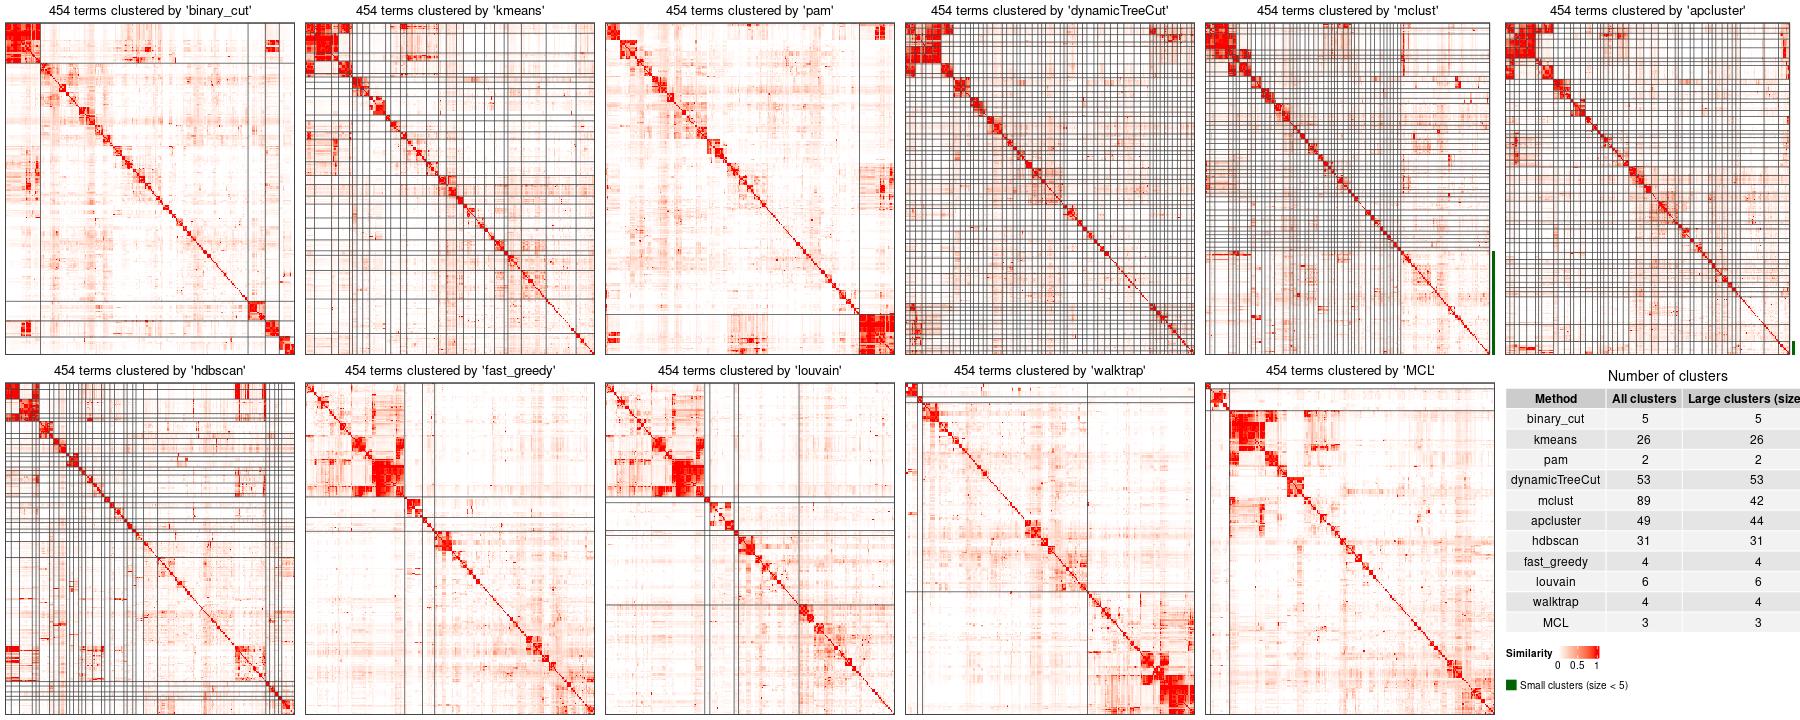 454 terms clustered by 'binary_cut'
454 terms clustered by 'kmeans'
454 terms clustered by 'pam'
454 terms clustered by 'dynamicTreeCut'
454 terms clustered by 'mclust'
454 terms clustered by 'apcluster'
454 terms clustered by 'hdbscan'
454 terms clustered by 'fast_greedy'
454 terms clustered by 'louvain'
454 terms clustered by 'walktrap'
454 terms clustered by 'MCL'
Number of clusters
Method All clusters Large clusters (size
binary_cut 5 5
kmeans 26 26
pam 2 2
dynamicTreeCut 53 53
mclust 89 42
apcluster 49 44
hdbscan 31 31
fast_greedy 4 4
louvain 6 6
walktrap 4 4
MCL 3 3
Similarity
0 0.5 1
Small clusters (size < 5)